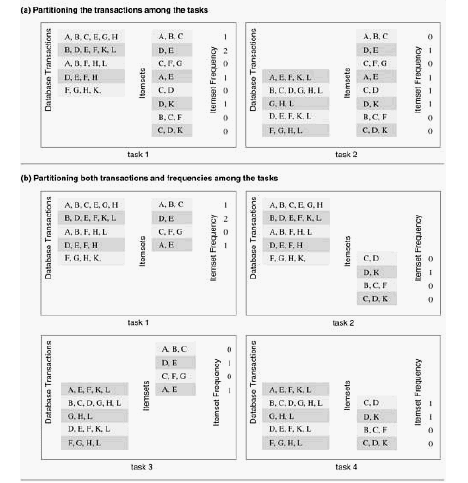 (a) Partitioning the transactions among the tasks
Database Transactions
A, B, C, E, G, H
B, D, E, F, K, L
A, B, F, H, L
D, E, F, H
F, G, H, K,
Itemsets
A, B, C
D, E
C, F, G
A, E
C, D
D, K
B, C, F
C, D, K
Itemset Frequency
1
2
0
1
0
1
0
0
task 1
Database Transactions
A, E, F, K, L
B, C, D, G, H, L
G, H, L
D, E, F, K, L
F, G, H, L
Itemsets
A, B, C
D, E
C, F, G
A, E
C, D
D, K
B, C, F
C, D, K
Itemset Frequency
0
1
0
1
1
1
0
0
task 2
(b) Partitioning both transactions and frequencies among the tasks
Database Transactions
A, B, C, E, G, H
B, D, E, F, K, L
A, B, F, H, L
D, E, F, H
F, G, H, K,
Itemsets
A, B, C
D, E
C, F, G
A, E
Itemset Frequency
1
2
0
1
task 1
Database Transactions
A, B, C, E, G, H
B, D, E, F, K, L
A, B, F, H, L
D, E, F, H
F, G, H, K,
Itemsets
C, D
D, K
B, C, F
C, D, K
Itemset Frequency
0
1
0
0
task 2
Database Transactions
A, E, F, K, L
B, C, D, G, H, L
G, H, L
D, E, F, K, L
F, G, H, L
Itemsets
A, B, C
D, E
C, F, G
A, E
Itemset Frequency
0
1
0
1
task 3
Database Transactions
A, E, F, K, L
B, C, D, G, H, L
G, H, L
D, E, F, K, L
F, G, H, L
Itemsets
C, D
D, K
B, C, F
C, D, K
Itemset Frequency
1
1
0
0
task 4